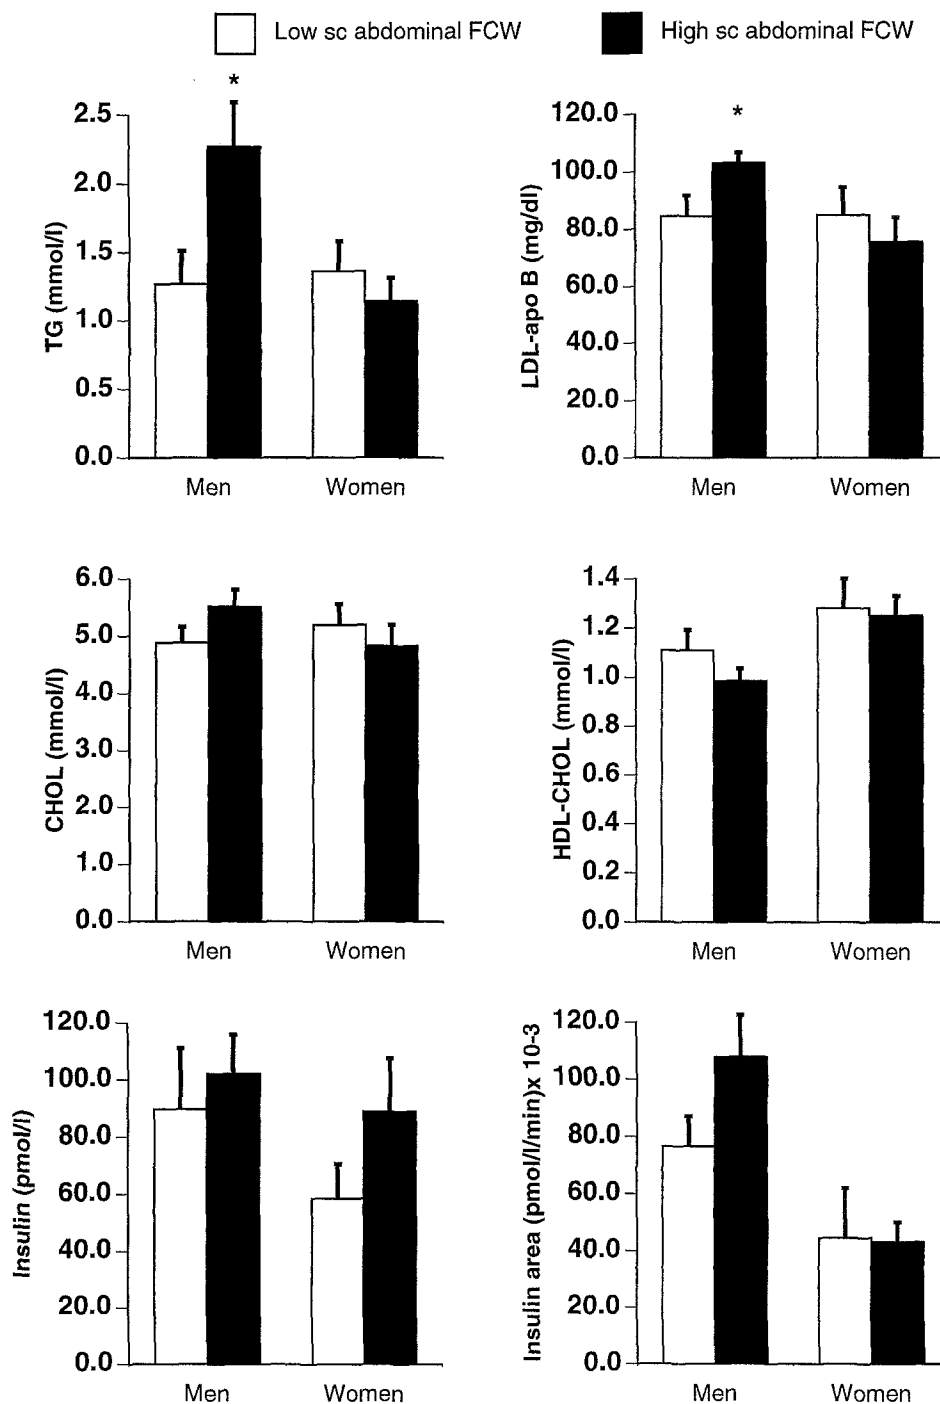 Low sc abdominal FCW
High sc abdominal FCW
*
2.5
2.0
1.5
1.0
0.5
0.0
TG (mmol/l)
Men
Women
*
120.0
100.0
80.0
60.0
40.0
20.0
0.0
LDL-apo B (mg/dl)
Men
Women
6.0
5.0
4.0
3.0
2.0
1.0
0.0
CHOL (mmol/l)
Men
Women
1.4
1.2
1.0
0.8
0.6
0.4
0.2
0.0
HDL-CHOL (mmol/l)
Men
Women
120.0
100.0
80.0
60.0
40.0
20.0
0.0
Insulin (pmol/l)
Men
Women
120.0
100.0
80.0
60.0
40.0
20.0
0.0
Insulin area (pmol/l/min)x 10-3
Men
Women